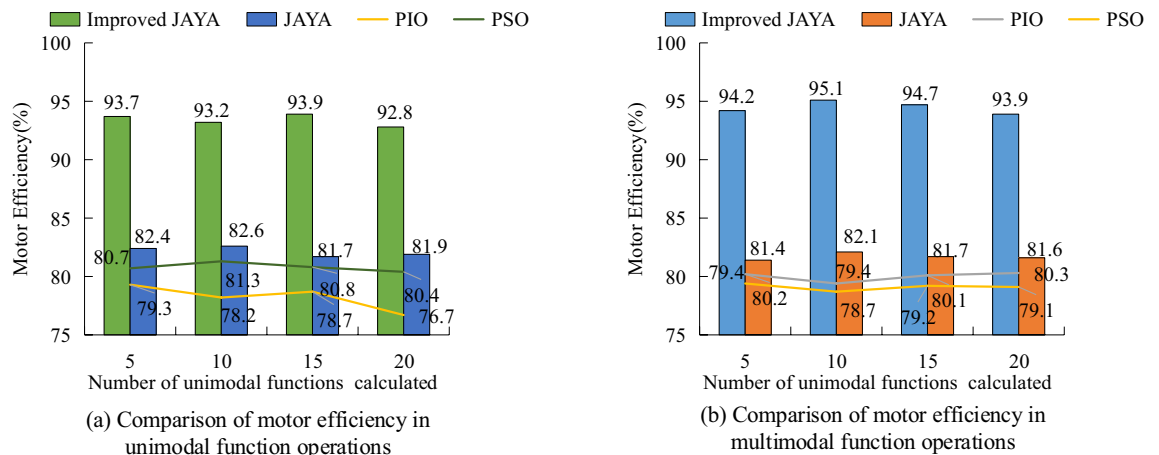 Improved JAYA JAYA PIO PSO
100
95
90
85
80
75
Motor Efficiency(%)
93.7 93.2 93.9 92.8
82.4 82.6 81.7 81.9
80.7 81.3 80.8 80.4
79.3 78.2 78.7 76.7
5 10 15 20
Number of unimodal functions calculated
(a) Comparison of motor efficiency in
unimodal function operations
Improved JAYA JAYA PIO PSO
100
95
90
85
80
75
Motor Efficiency(%)
94.2 95.1 94.7 93.9
81.4 82.1 81.7 81.6
79.4 79.4 80.1 80.3
80.2 78.7 79.2 79.1
5 10 15 20
Number of unimodal functions calculated
(b) Comparison of motor efficiency in
multimodal function operations